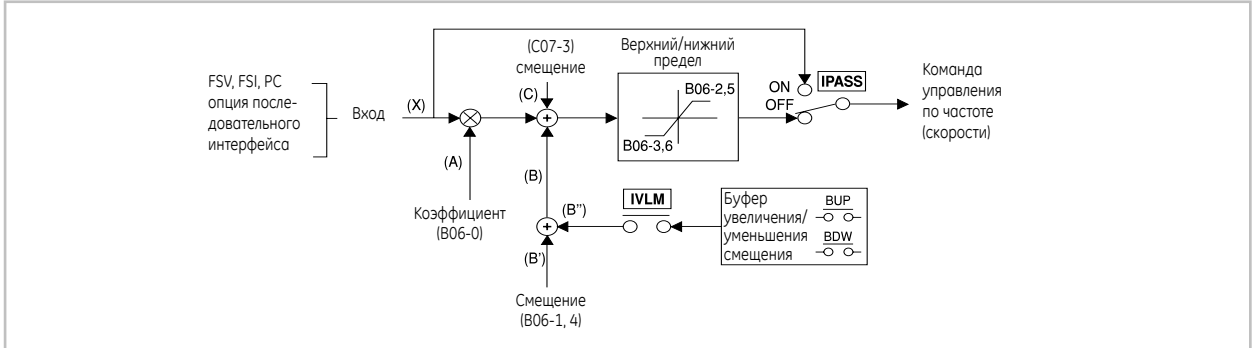 FSV, FSI, PC
опция после-
довательного
интерфейса
Вход
(X)
(A)
Коэффициент
(B06-0)
(C07-3)
смещение
(C)
(B)
(B')
Смещение
(B06-1, 4)
(B")
IVLM
Верхний/нижний
предел
B06-2,5
B06-3,6
Буфер
увеличения/
уменьшения
смещения
BUP
BDW
ON
OFF
IPASS
Команда
управления
по частоте
(скорости)